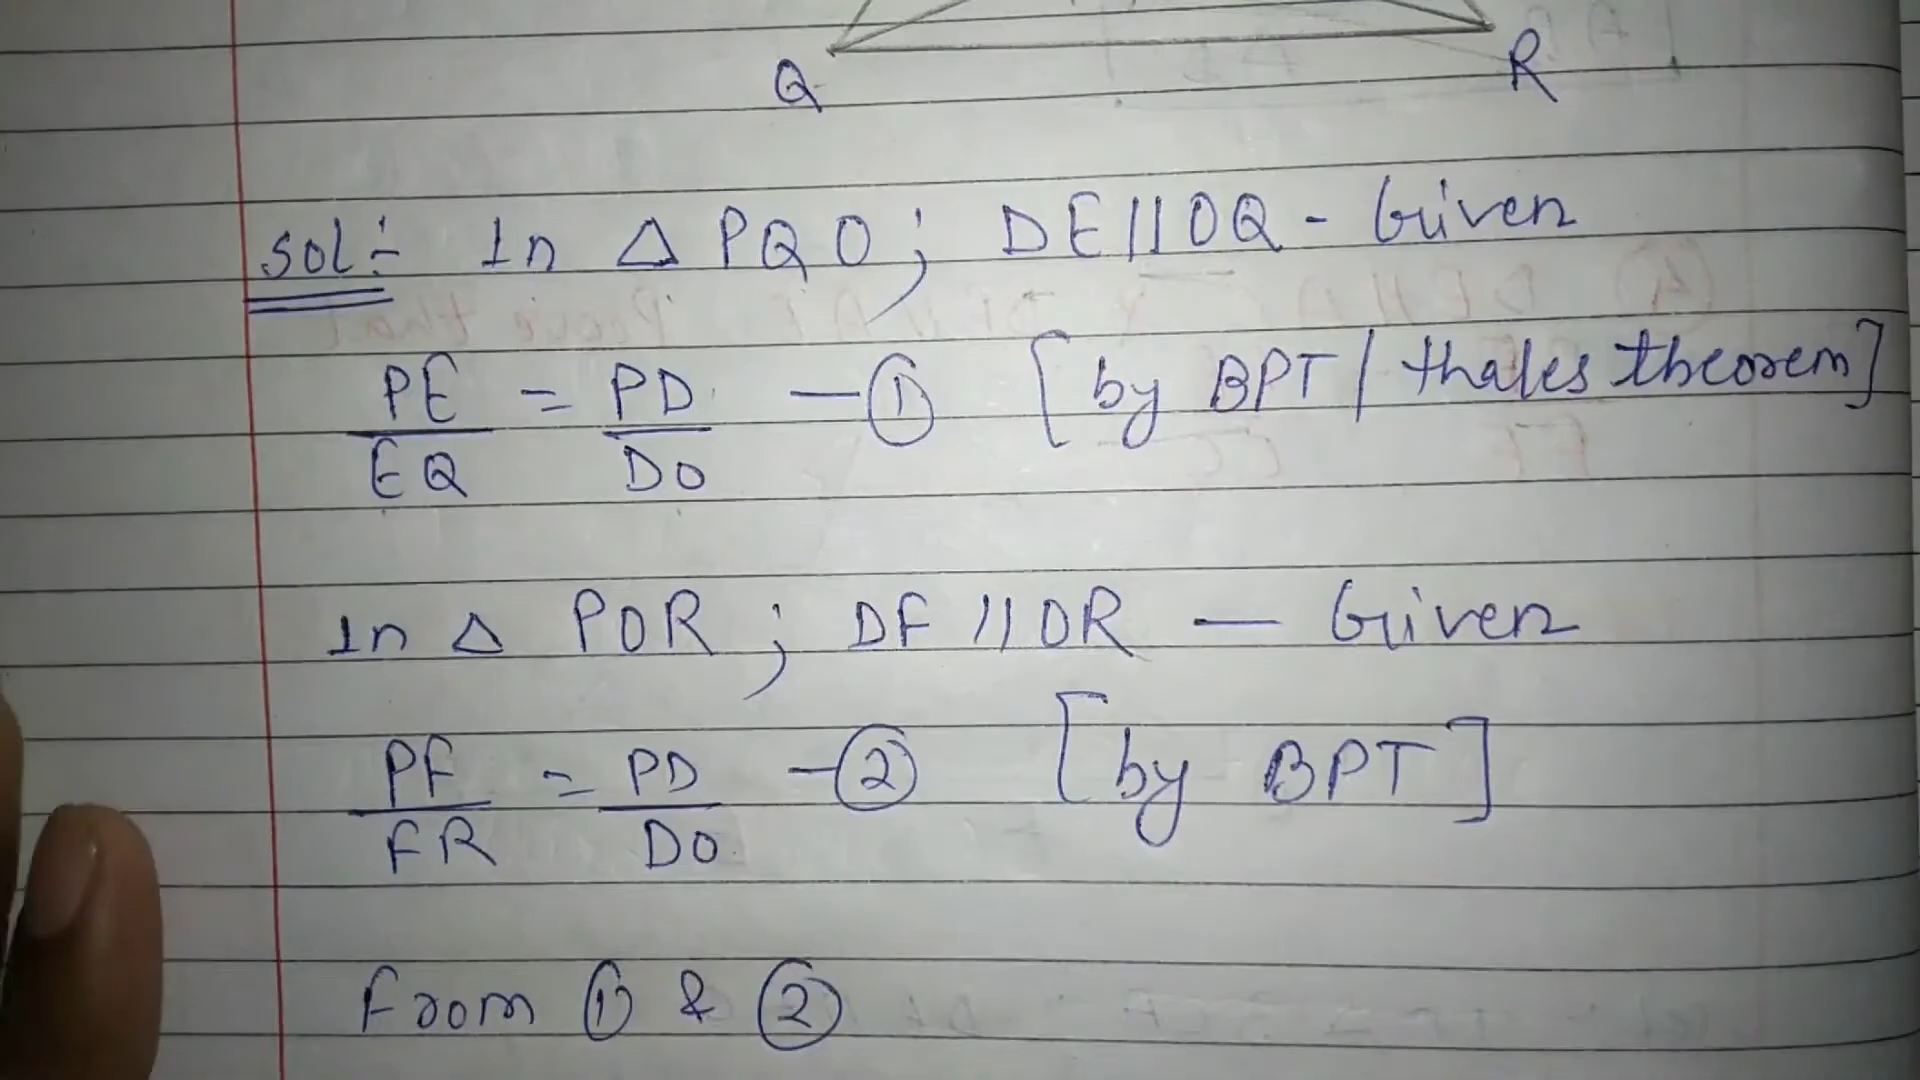 Q R
Sol:- In △ PQO; DE||OQ - Given
PE/EQ = PD/DO —① [by BPT / thales theorem]
In △ POR; DF || OR — Given
PF/FR = PD/DO —② [by BPT]
From ① & ②